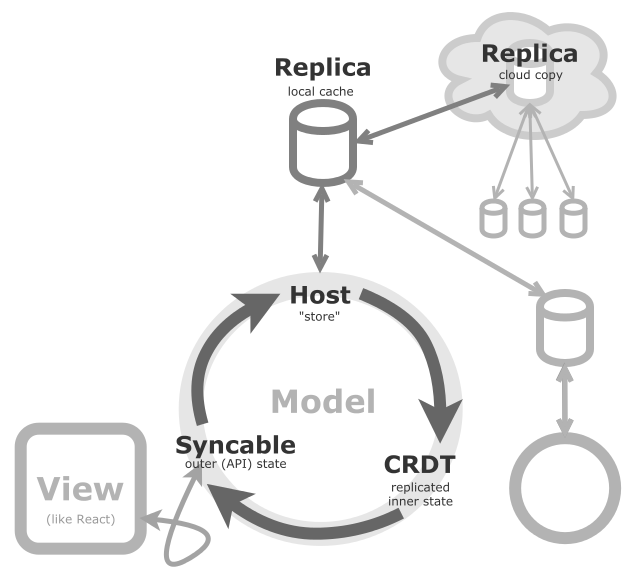 Replica
cloud copy
Replica
local cache
Host
"store"
Model
Syncable
outer (API) state
CRDT
replicated
inner state
View
(like React)